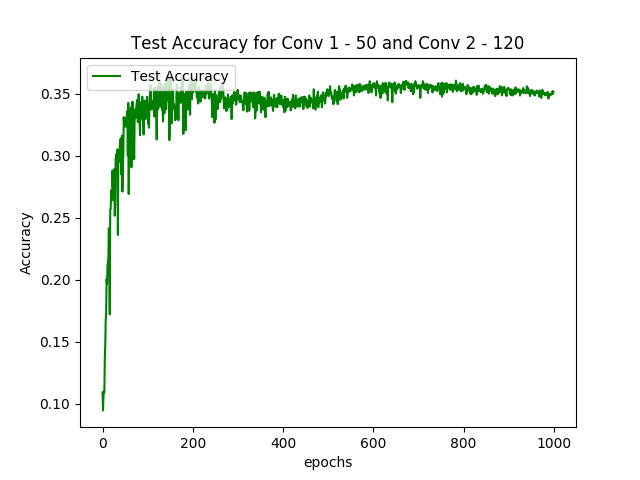 Test Accuracy for Conv 1 - 50 and Conv 2 - 120
Test Accuracy
0.35
0.30
0.25
0.20
0.15
0.10
Accuracy
0 200 400 600 800 1000
epochs